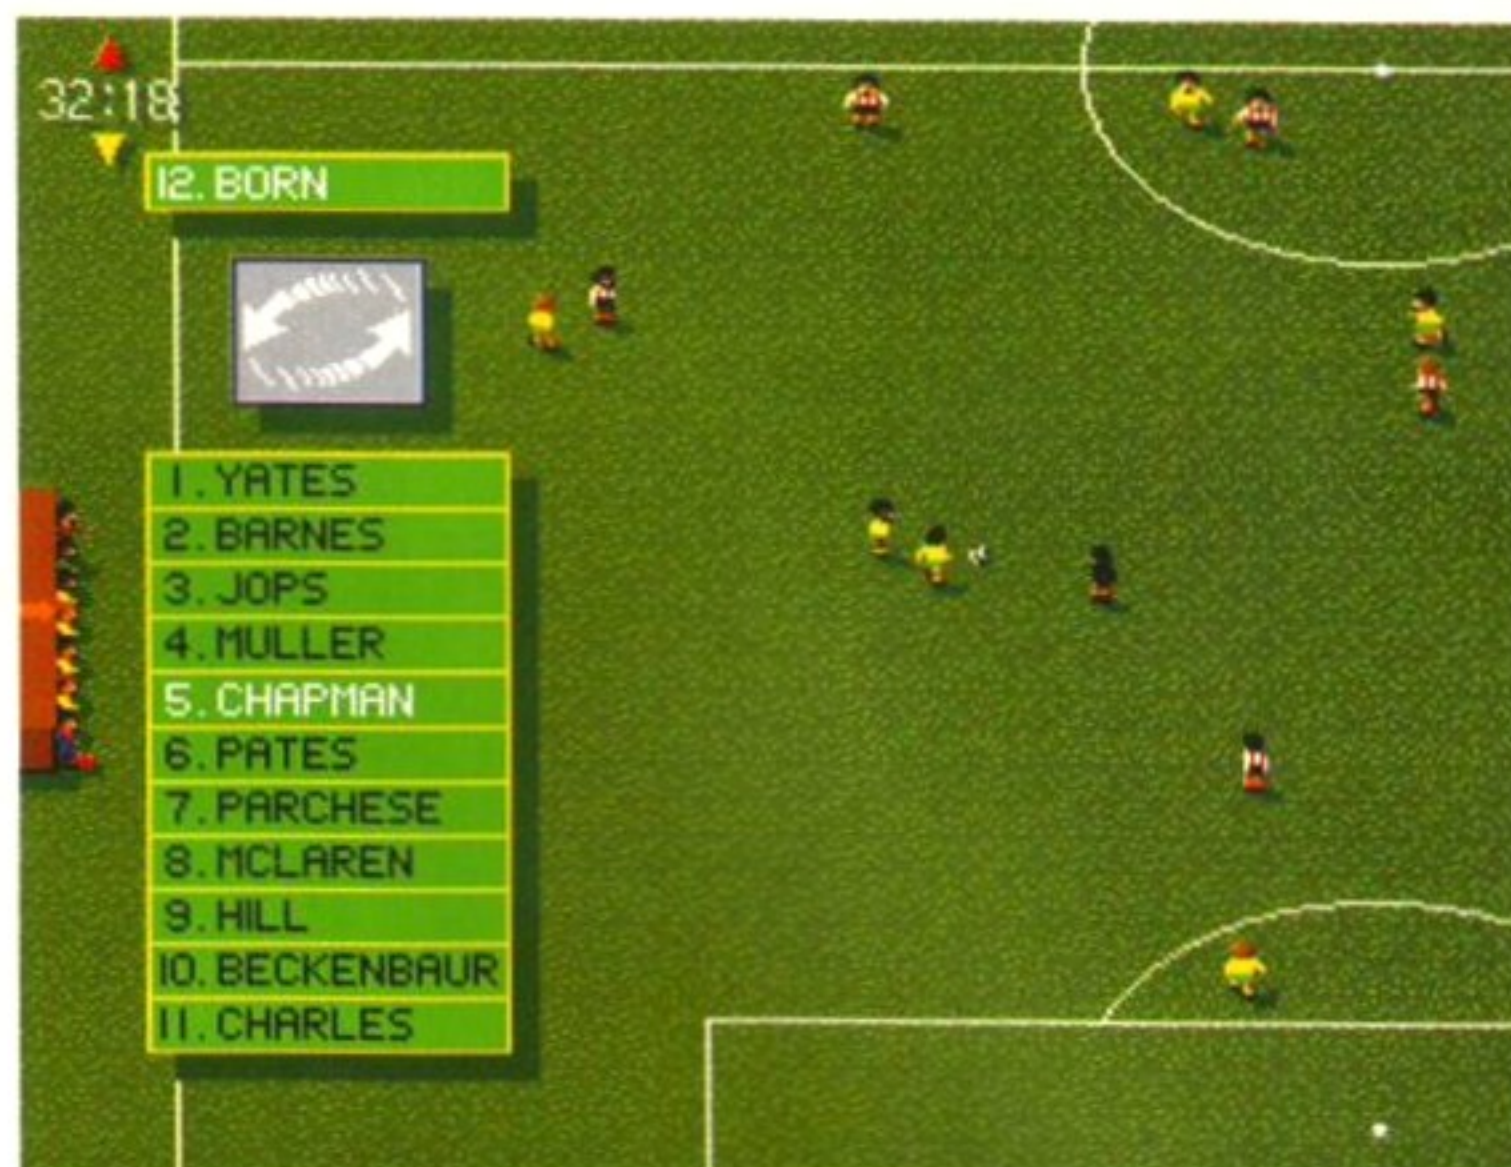 32:18
12. BORN
1. YATES
2. BARNES
3. JOPS
4. MULLER
5. CHAPMAN
6. PATES
7. PARCHESE
8. MCLAREN
9. HILL
10. BECKENBAUR
11. CHARLES